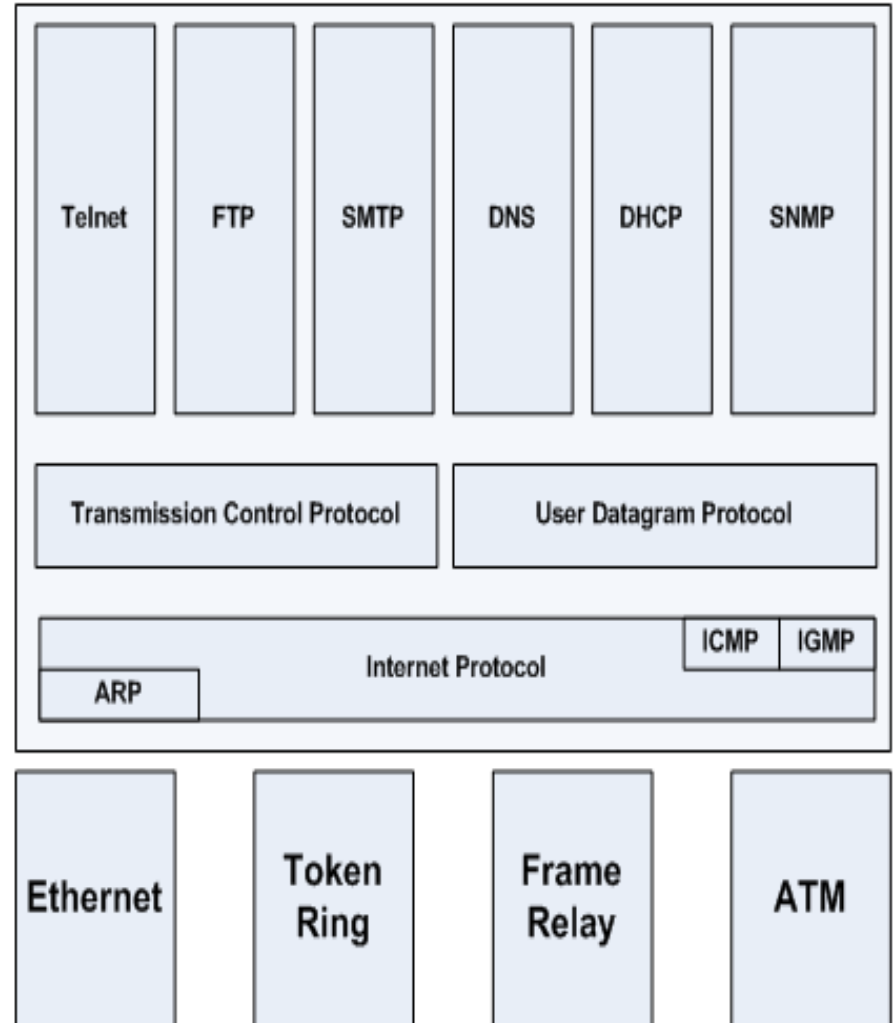 Telnet
FTP
SMTP
DNS
DHCP
SNMP
Transmission Control Protocol
User Datagram Protocol
ICMP
IGMP
Internet Protocol
ARP
Ethernet
Token
Ring
Frame
Relay
ATM